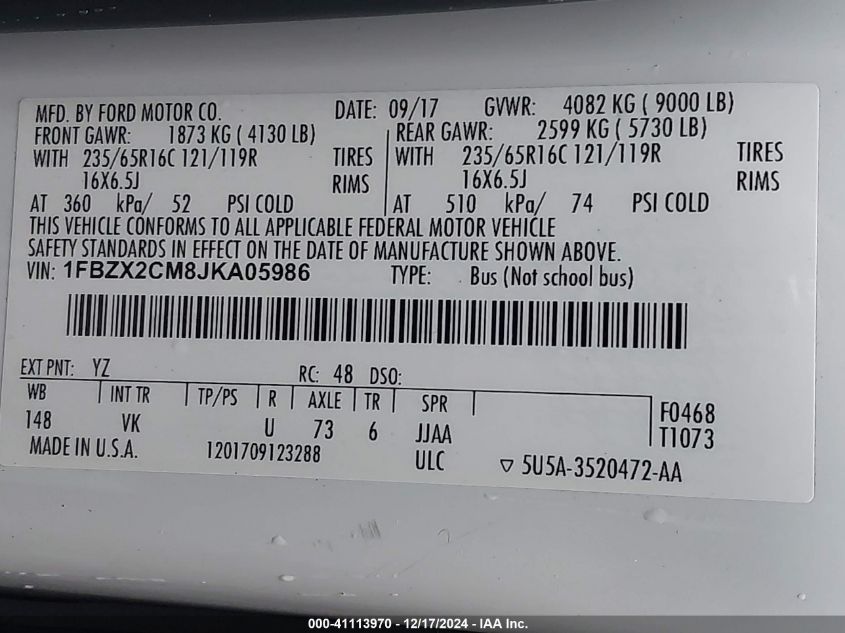 MFD. BY FORD MOTOR CO. DATE: 09/17 GVWR: 4082 KG ( 9000 LB)
FRONT GAWR: 1873 KG ( 4130 LB) REAR GAWR: 2599 KG ( 5730 LB)
WITH 235/65R16C 121/119R TIRES WITH 235/65R16C 121/119R TIRES
16X6.5J RIMS 16X6.5J RIMS
AT 360 kPa/ 52 PSI COLD AT 510 kPa/ 74 PSI COLD
THIS VEHICLE CONFORMS TO ALL APPLICABLE FEDERAL MOTOR VEHICLE
SAFETY STANDARDS IN EFFECT ON THE DATE OF MANUFACTURE SHOWN ABOVE.
VIN: 1FBZX2CM8JKA05986 TYPE: Bus (Not school bus)
EXT PNT: YZ RC: 48 DSO:
WB INT TR TP/PS R AXLE TR SPR F0468
148 VK U 73 6 JJAA T1073
MADE IN U.S.A. 1201709123288 ULC ▽ 5U5A-3520472-AA
000-41113970 - 12/17/2024 - IAA Inc.